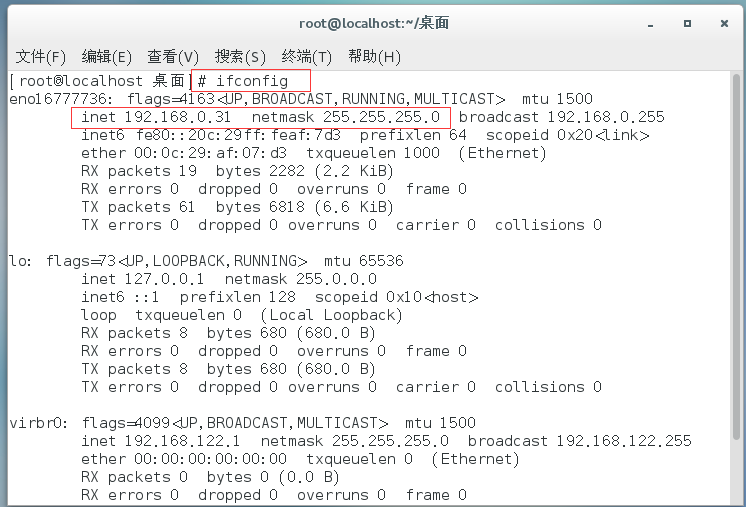 root@localhost:~/桌面
文件(F) 编辑(E) 查看(V) 搜索(S) 终端(T) 帮助(H)
[root@localhost 桌面]# ifconfig
eno16777736: flags=4163<UP,BROADCAST,RUNNING,MULTICAST> mtu 1500
inet 192.168.0.31 netmask 255.255.255.0 broadcast 192.168.0.255
inet6 fe80::20c:29ff:feaf:7d3 prefixlen 64 scopeid 0x20<link>
ether 00:0c:29:af:07:d3 txqueuelen 1000 (Ethernet)
RX packets 19 bytes 2282 (2.2 KiB)
RX errors 0 dropped 0 overruns 0 frame 0
TX packets 61 bytes 6818 (6.6 KiB)
TX errors 0 dropped 0 overruns 0 carrier 0 collisions 0
lo: flags=73<UP,LOOPBACK,RUNNING> mtu 65536
inet 127.0.0.1 netmask 255.0.0.0
inet6 ::1 prefixlen 128 scopeid 0x10<host>
loop txqueuelen 0 (Local Loopback)
RX packets 8 bytes 680 (680.0 B)
RX errors 0 dropped 0 overruns 0 frame 0
TX packets 8 bytes 680 (680.0 B)
TX errors 0 dropped 0 overruns 0 carrier 0 collisions 0
virbr0: flags=4099<UP,BROADCAST,MULTICAST> mtu 1500
inet 192.168.122.1 netmask 255.255.255.0 broadcast 192.168.122.255
ether 00:00:00:00:00:00 txqueuelen 0 (Ethernet)
RX packets 0 bytes 0 (0.0 B)
RX errors 0 dropped 0 overruns 0 frame 0